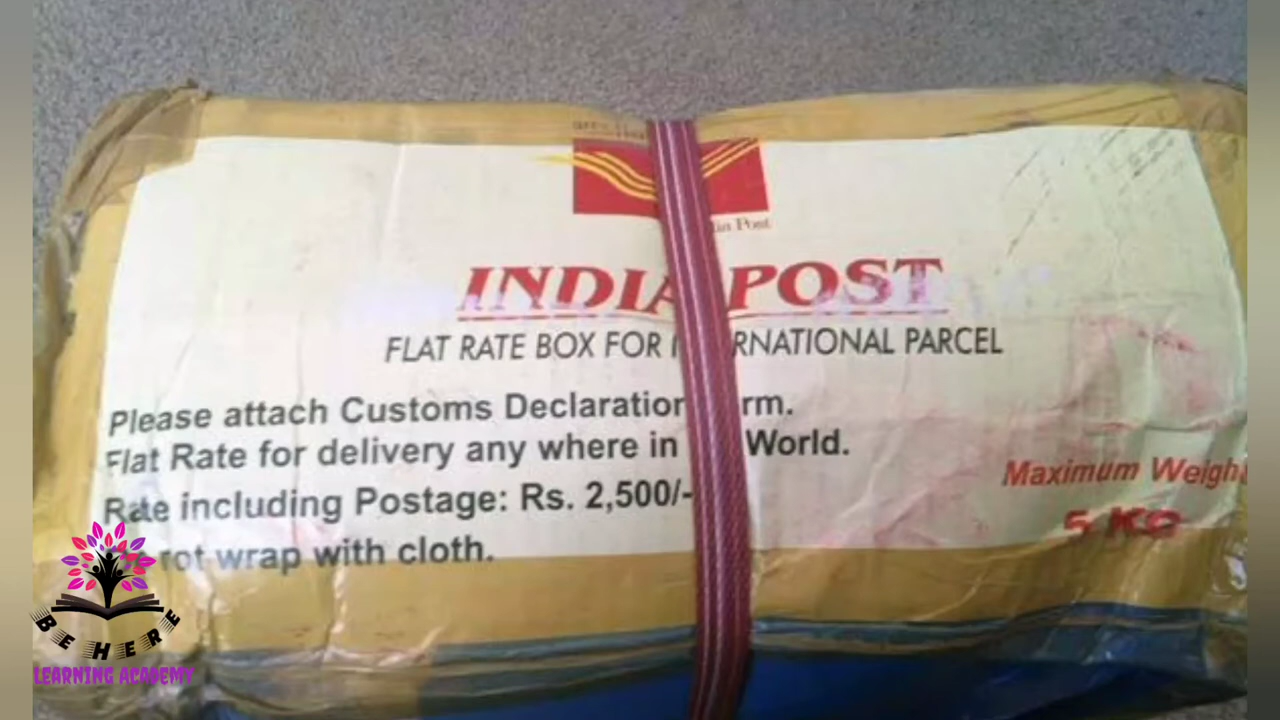 lia Post
INDIA POST
FLAT RATE BOX FOR I RNATIONAL PARCEL
Please attach Customs Declaration rm.
Flat Rate for delivery any where in World.
Rate including Postage: Rs. 2,500/-
Maximum Weigh
5 KG
not wrap with cloth.
BE HERE
LEARNING ACADEMY